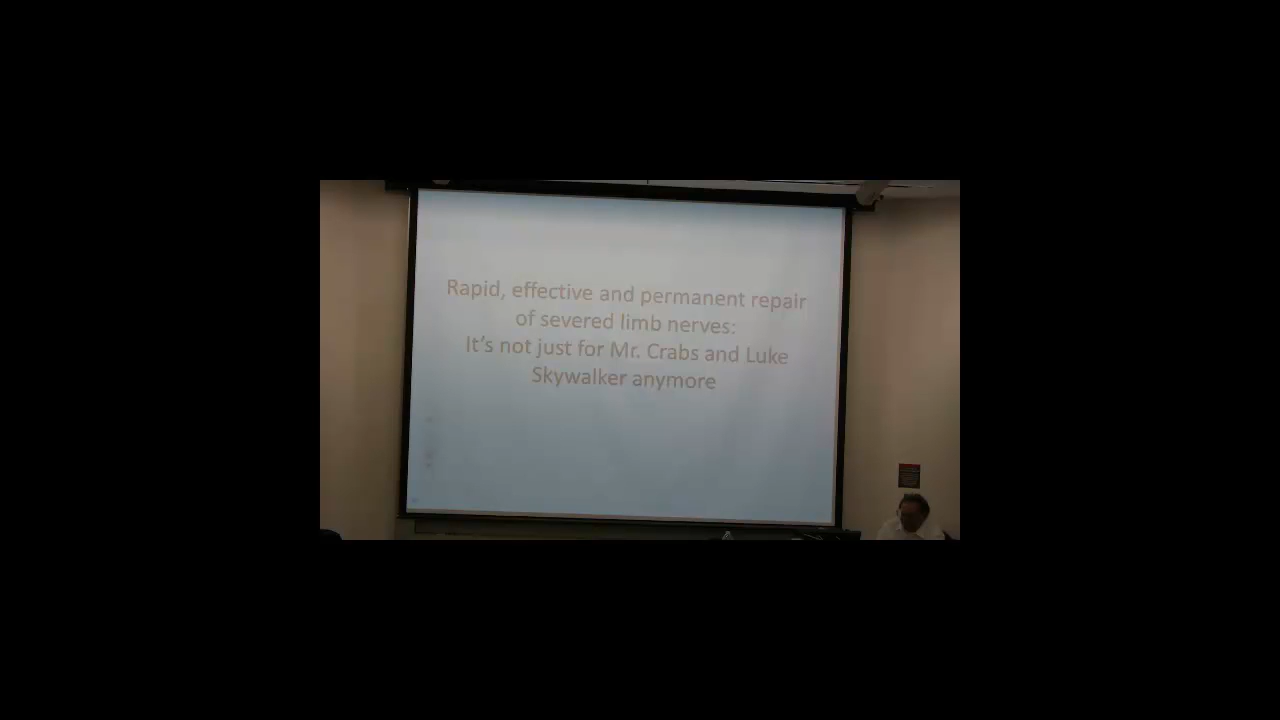 Rapid, effective and permanent repair
of severed limb nerves:
It's not just for Mr. Crabs and Luke
Skywalker anymore